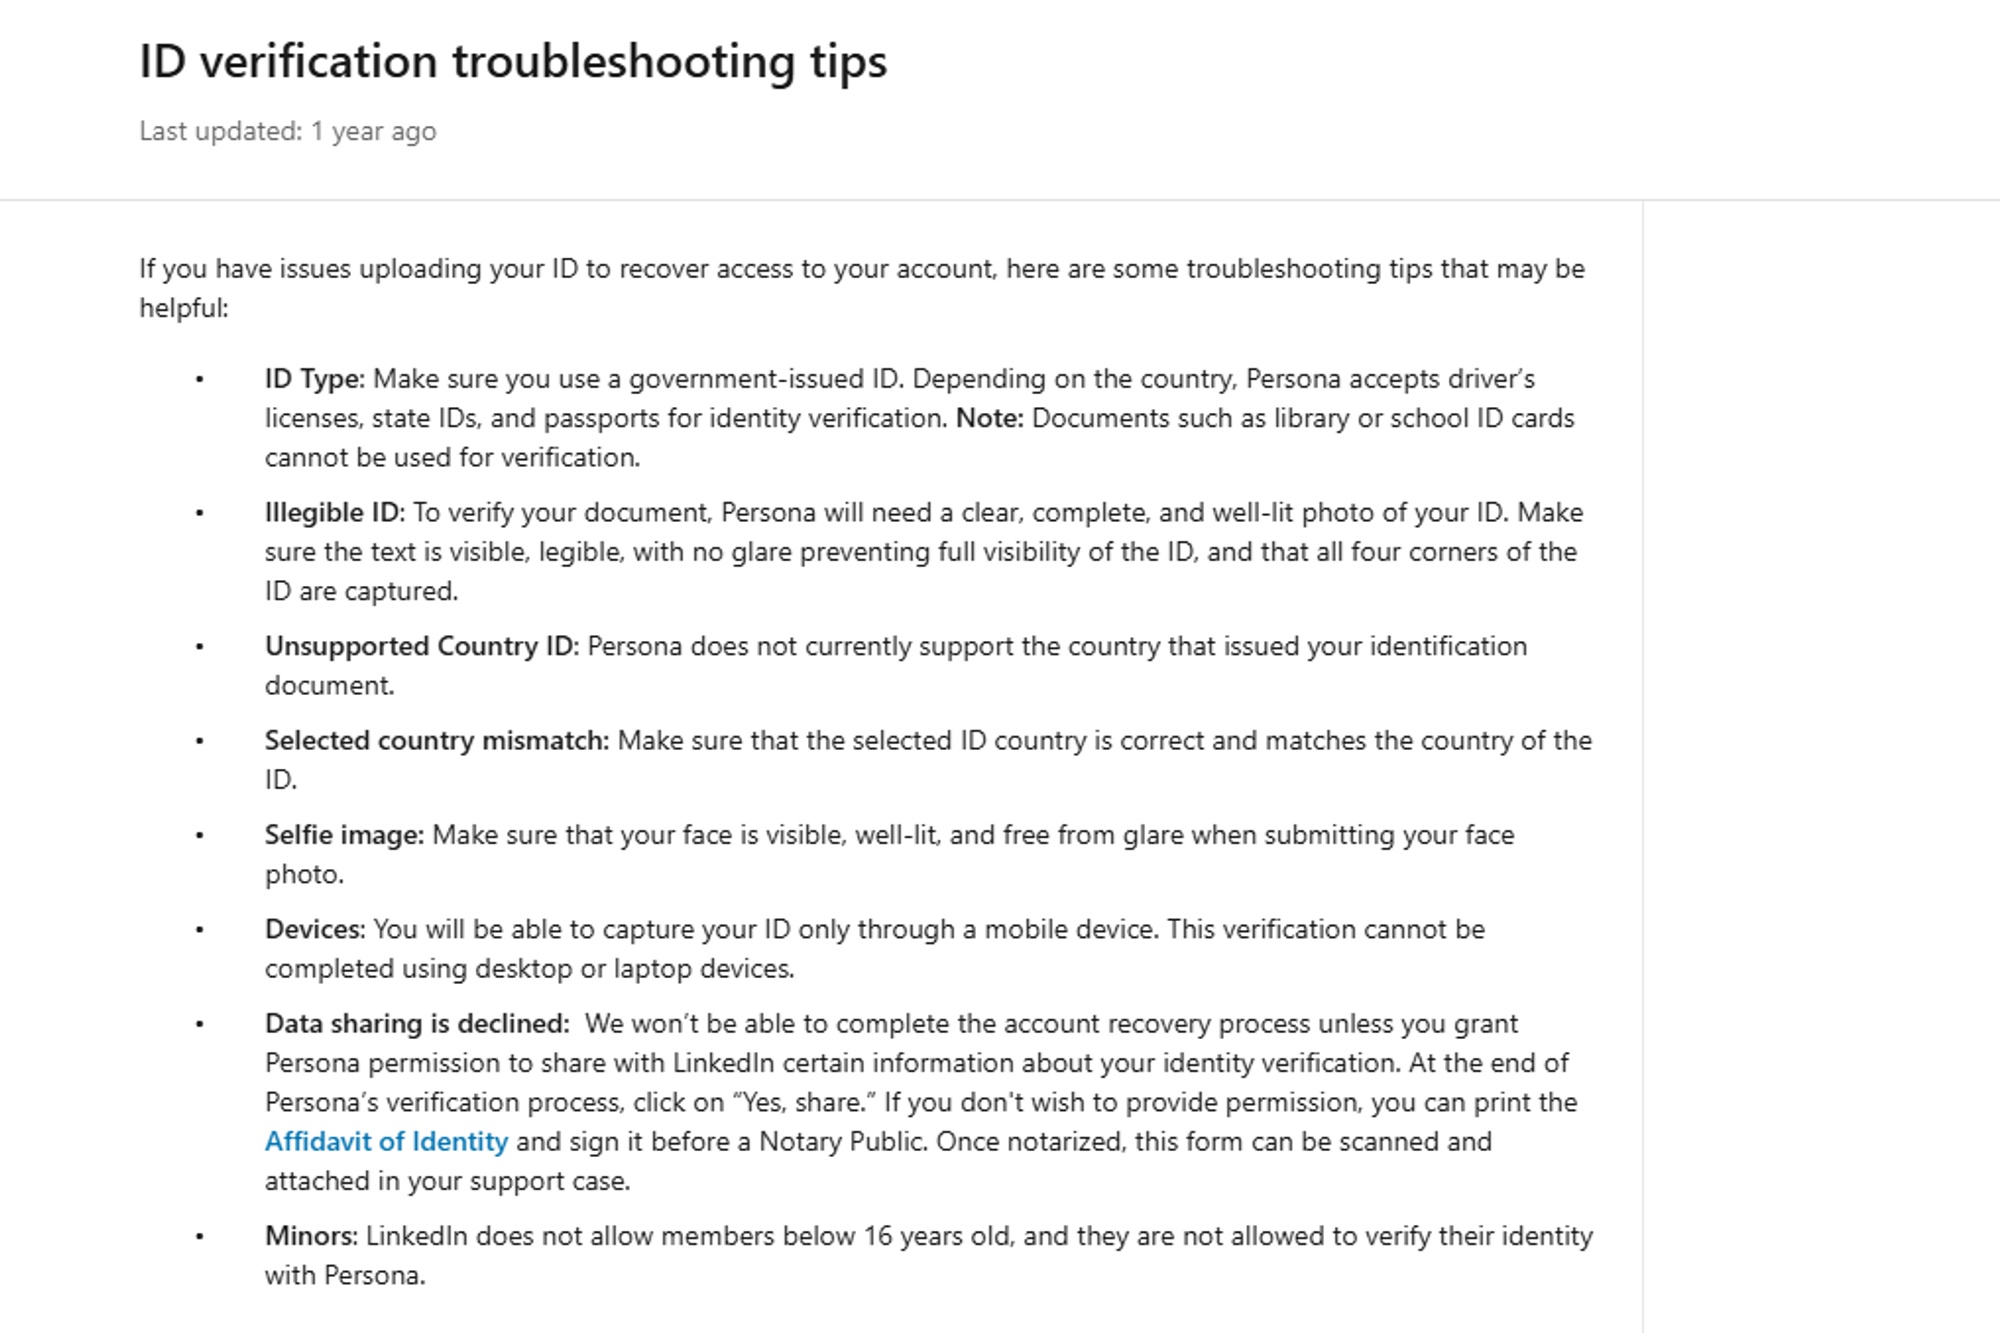 ID verification troubleshooting tips
Last updated: 1 year ago
If you have issues uploading your ID to recover access to your account, here are some troubleshooting tips that may be
helpful:
• ID Type: Make sure you use a government-issued ID. Depending on the country, Persona accepts driver’s
licenses, state IDs, and passports for identity verification. Note: Documents such as library or school ID cards
cannot be used for verification.
• Illegible ID: To verify your document, Persona will need a clear, complete, and well-lit photo of your ID. Make
sure the text is visible, legible, with no glare preventing full visibility of the ID, and that all four corners of the
ID are captured.
• Unsupported Country ID: Persona does not currently support the country that issued your identification
document.
• Selected country mismatch: Make sure that the selected ID country is correct and matches the country of the
ID.
• Selfie image: Make sure that your face is visible, well-lit, and free from glare when submitting your face
photo.
• Devices: You will be able to capture your ID only through a mobile device. This verification cannot be
completed using desktop or laptop devices.
• Data sharing is declined:  We won’t be able to complete the account recovery process unless you grant
Persona permission to share with LinkedIn certain information about your identity verification. At the end of
Persona’s verification process, click on “Yes, share.” If you don't wish to provide permission, you can print the
Affidavit of Identity and sign it before a Notary Public. Once notarized, this form can be scanned and
attached in your support case.
• Minors: LinkedIn does not allow members below 16 years old, and they are not allowed to verify their identity
with Persona.